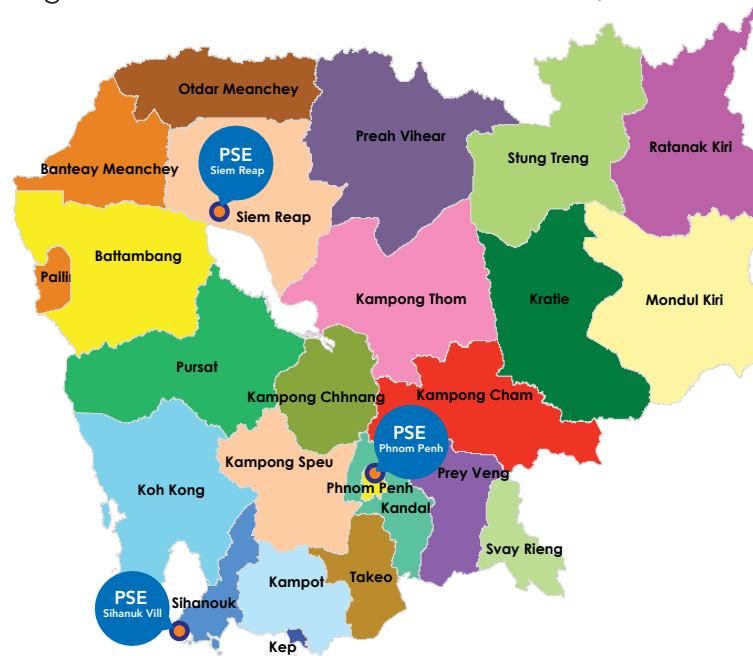 Otdar Meanchey
Preah Vihear
Stung Treng
Ratanak Kiri
PSE
Siem Reap
Banteay Meanchey
Siem Reap
Battambang
Pailin
Kampong Thom
Kratie
Mondul Kiri
Pursat
Kampong Chhnang
Kampong Cham
PSE
Phnom Penh
Kampong Speu
Prey Veng
Koh Kong
Phnom Penh
Kandal
Svay Rieng
PSE
Sihanuk Vill
Sihanouk
Kampot
Takeo
Kep